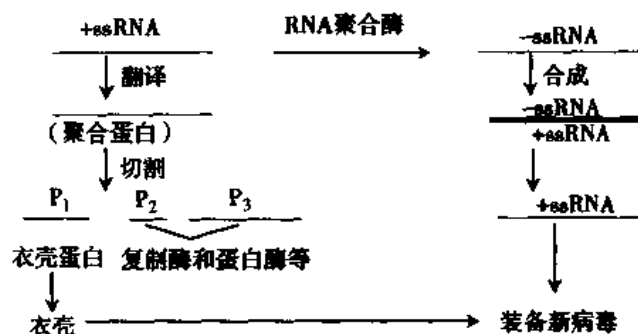 +ssRNA RNA聚合酶 -ssRNA
翻译 合成
(聚合蛋白) -ssRNA
+ssRNA
切割
P₁ P₂ P₃ +ssRNA
衣壳蛋白 复制酶和蛋白酶等
衣壳 装备新病毒